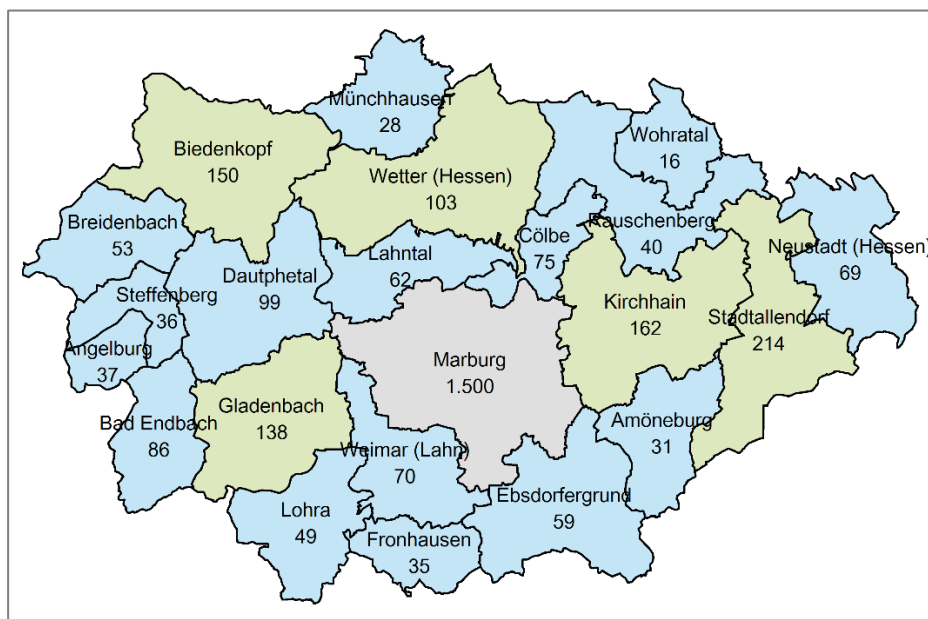 Münchhausen
28
Wohratal
16
Biedenkopf
150
Wetter (Hessen)
103
Breidenbach
53
Rauschenberg
40
Cölbe
75
Lahntal
62
Neustadt (Hessen)
69
Dautphetal
99
Steffenberg
36
Kirchhain
162
Stadtallendorf
214
Angelburg
37
Marburg
1.500
Gladenbach
138
Bad Endbach
86
Amöneburg
31
Weimar (Lahn)
70
Ebsdorfergrund
59
Lohra
49
Fronhausen
35